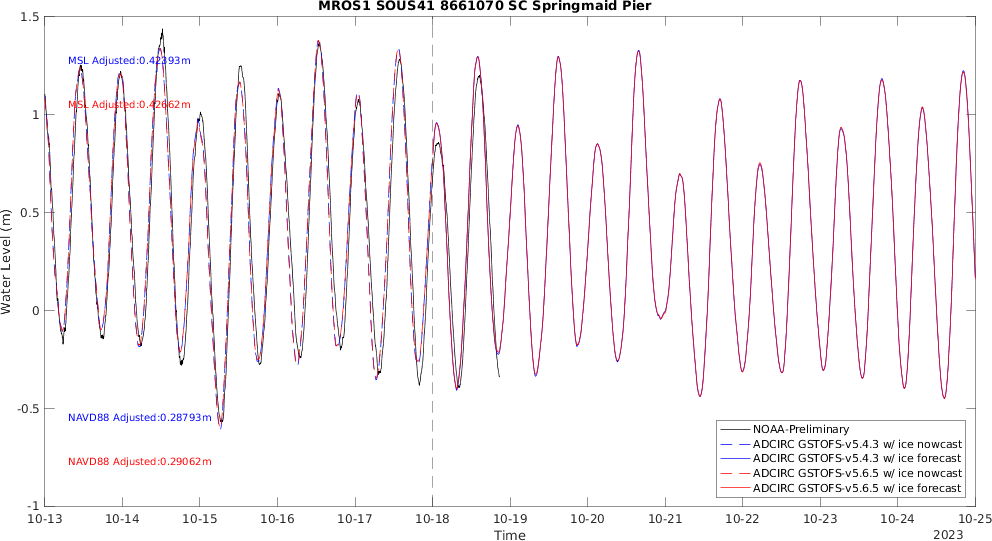 MROS1 SOUS41 8661070 SC Springmaid Pier
1.5
1
0.5
0
-0.5
-1
Water Level (m)
MSL Adjusted:0.42393m
MSL Adjusted:0.42662m
NAVD88 Adjusted:0.28793m
NAVD88 Adjusted:0.29062m
NOAA-Preliminary
ADCIRC GSTOFS-v5.4.3 w/ ice nowcast
ADCIRC GSTOFS-v5.4.3 w/ ice forecast
ADCIRC GSTOFS-v5.6.5 w/ ice nowcast
ADCIRC GSTOFS-v5.6.5 w/ ice forecast
10-13 10-14 10-15 10-16 10-17 10-18 10-19 10-20 10-21 10-22 10-23 10-24 10-25
Time
2023